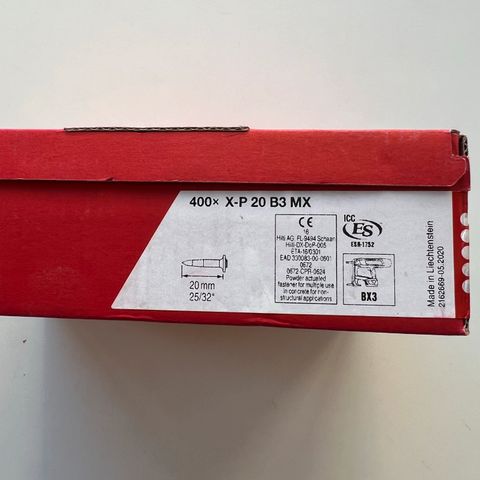 400× X-P 20 B3 MX
20 mm
25/32"
CE
16
Hilti AG, FL-9494 Schaan
Hilti-DX-DoP-005
ETA-16/0301
EAD 330083-00-0601
0672
0672 CPR-0624
Powder actuated
fastener for multiple use
in concrete for non-
structural applications
ICC
ES
ESR-1752
BX3
Made in Liechtenstein
2162669-05.2020